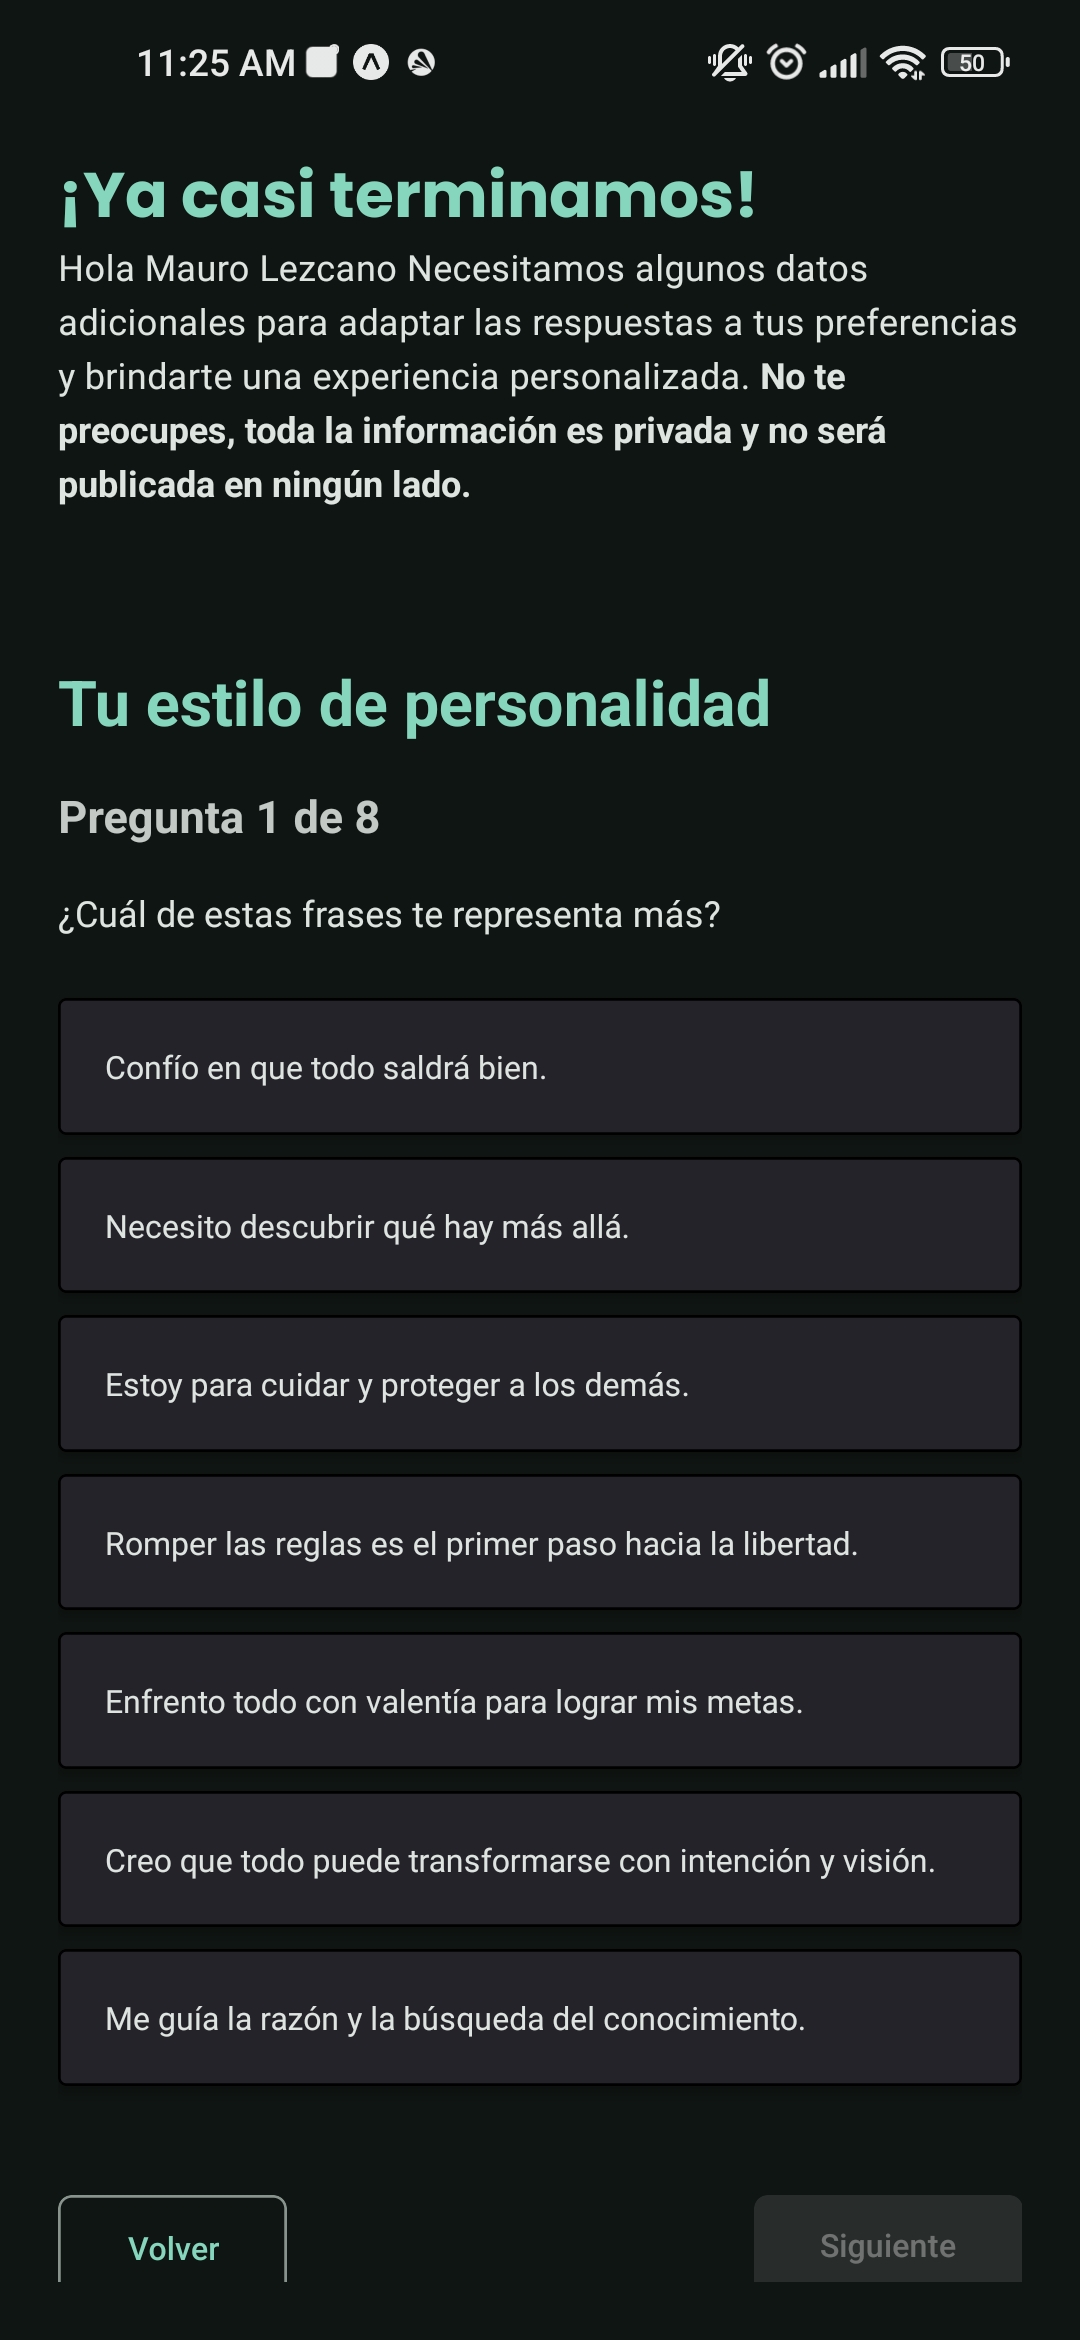 11:25 AM
50
¡Ya casi terminamos!
Hola Mauro Lezcano Necesitamos algunos datos
adicionales para adaptar las respuestas a tus preferencias
y brindarte una experiencia personalizada. No te
preocupes, toda la información es privada y no será
publicada en ningún lado.
Tu estilo de personalidad
Pregunta 1 de 8
¿Cuál de estas frases te representa más?
Confío en que todo saldrá bien.
Necesito descubrir qué hay más allá.
Estoy para cuidar y proteger a los demás.
Romper las reglas es el primer paso hacia la libertad.
Enfrento todo con valentía para lograr mis metas.
Creo que todo puede transformarse con intención y visión.
Me guía la razón y la búsqueda del conocimiento.
Volver
Siguiente